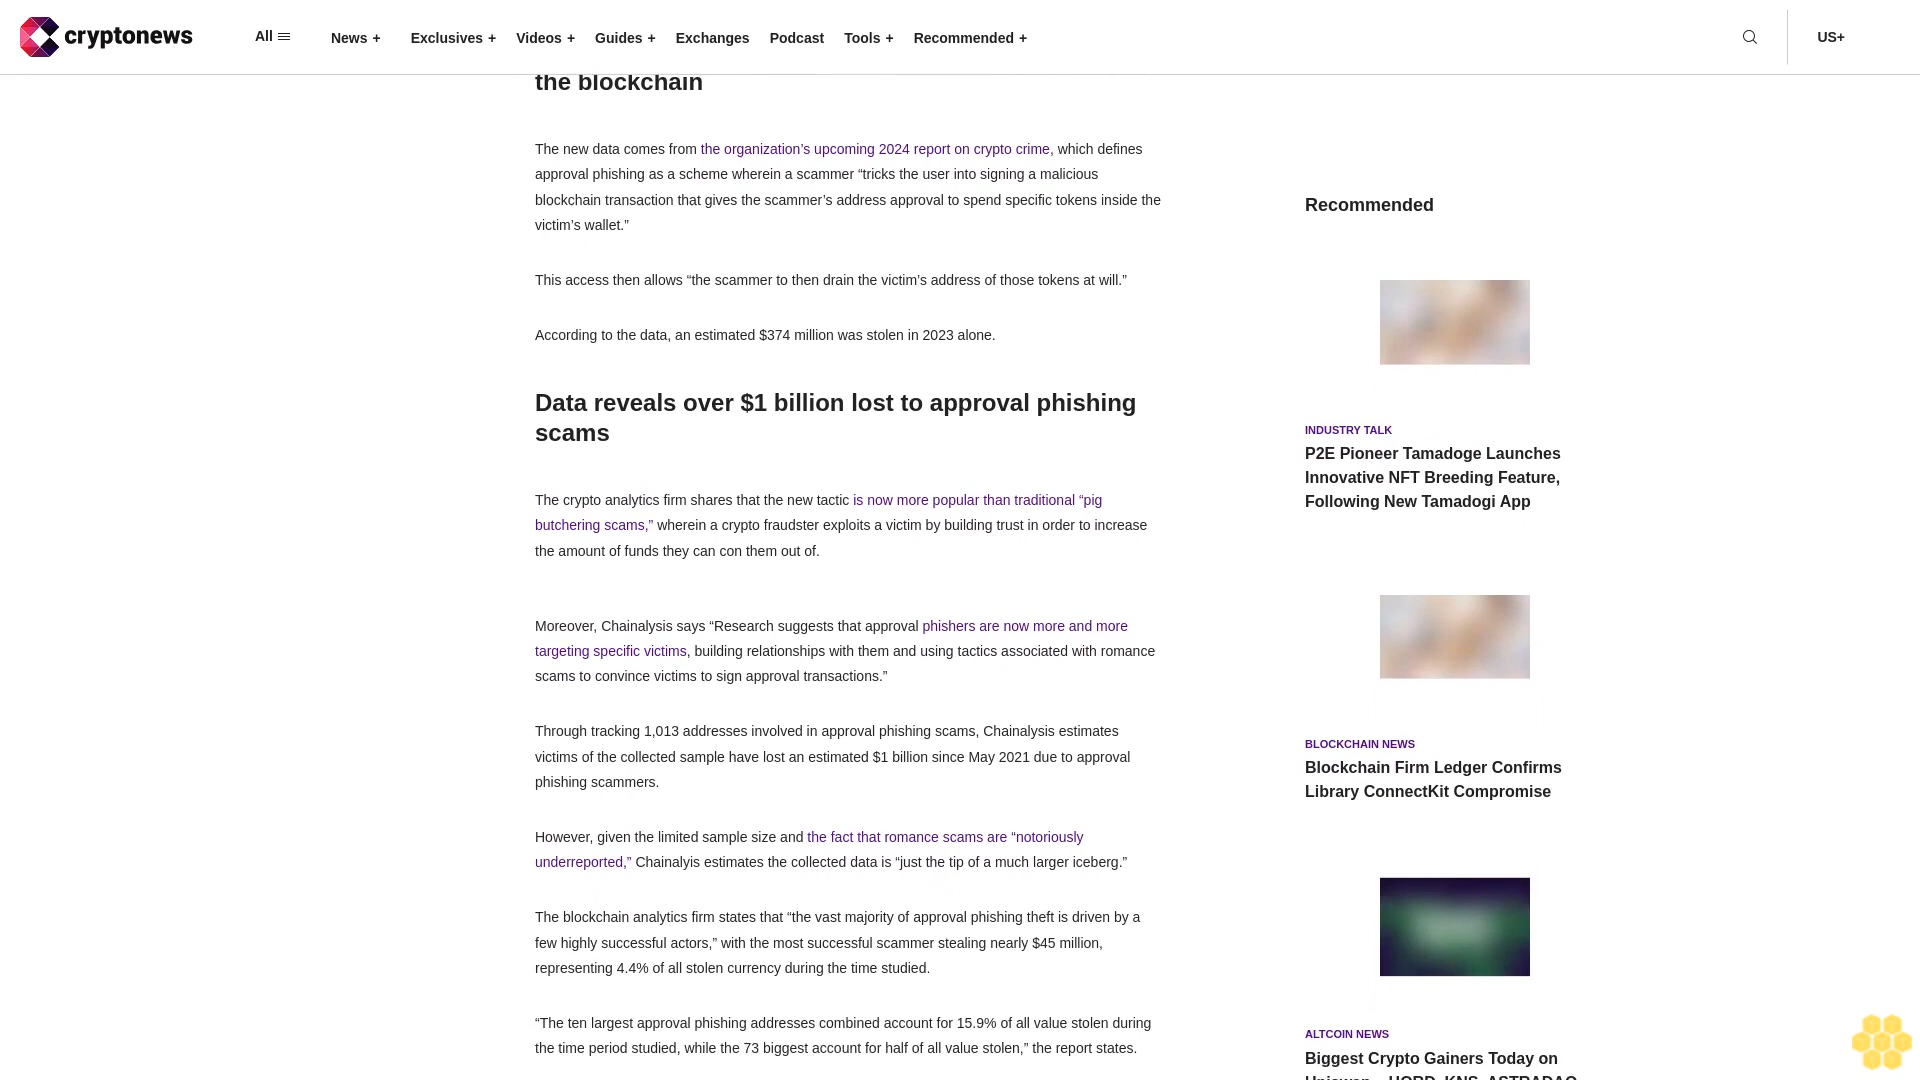 cryptonews
All
News +
Exclusives +
Videos +
Guides +
Exchanges
Podcast
Tools +
Recommended +
US+
the blockchain
The new data comes from the organization’s upcoming 2024 report on crypto crime, which defines
approval phishing as a scheme wherein a scammer “tricks the user into signing a malicious
blockchain transaction that gives the scammer’s address approval to spend specific tokens inside the
victim’s wallet.”
This access then allows “the scammer to then drain the victim’s address of those tokens at will.”
According to the data, an estimated $374 million was stolen in 2023 alone.
Data reveals over $1 billion lost to approval phishing
scams
The crypto analytics firm shares that the new tactic is now more popular than traditional “pig
butchering scams,” wherein a crypto fraudster exploits a victim by building trust in order to increase
the amount of funds they can con them out of.
Moreover, Chainalysis says “Research suggests that approval phishers are now more and more
targeting specific victims, building relationships with them and using tactics associated with romance
scams to convince victims to sign approval transactions.”
Through tracking 1,013 addresses involved in approval phishing scams, Chainalysis estimates
victims of the collected sample have lost an estimated $1 billion since May 2021 due to approval
phishing scammers.
However, given the limited sample size and the fact that romance scams are “notoriously
underreported,” Chainalyis estimates the collected data is “just the tip of a much larger iceberg.”
The blockchain analytics firm states that “the vast majority of approval phishing theft is driven by a
few highly successful actors,” with the most successful scammer stealing nearly $45 million,
representing 4.4% of all stolen currency during the time studied.
“The ten largest approval phishing addresses combined account for 15.9% of all value stolen during
the time period studied, while the 73 biggest account for half of all value stolen,” the report states.
Recommended
INDUSTRY TALK
P2E Pioneer Tamadoge Launches
Innovative NFT Breeding Feature,
Following New Tamadogi App
BLOCKCHAIN NEWS
Blockchain Firm Ledger Confirms
Library ConnectKit Compromise
ALTCOIN NEWS
Biggest Crypto Gainers Today on
Uniswap – HORD, KNS, ASTRADAO